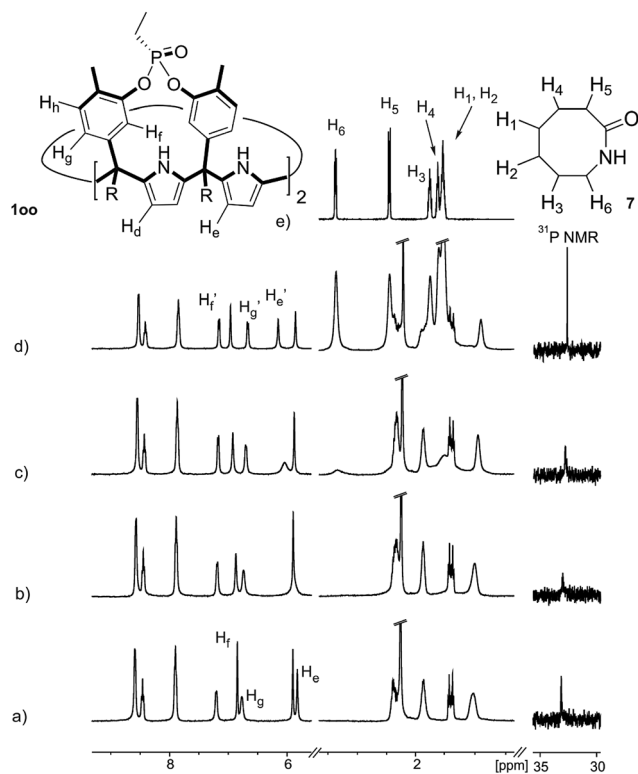 P O
O O
Hh Hf
Hg
NH NH
R R
[ ]2
1oo
Hd He
e)
H6
H5
H4
H3
H1, H2
H4 H5
H1 O
H2 NH
H3 H6
7
31P NMR
Hf' Hg' He'
d)
c)
b)
Hf
Hg
He
a)
8 6 2 [ppm] 35 30